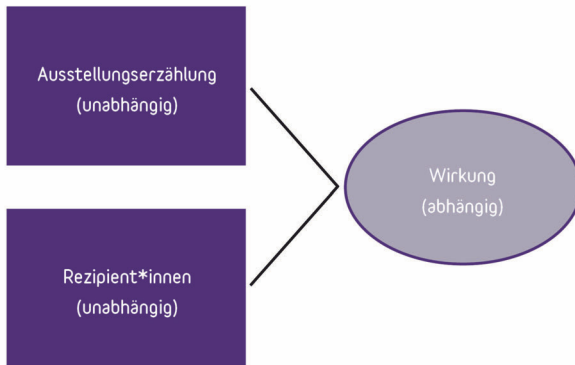 Ausstellungserzählung
(unabhängig)
Wirkung
(abhängig)
Rezipient*innen
(unabhängig)